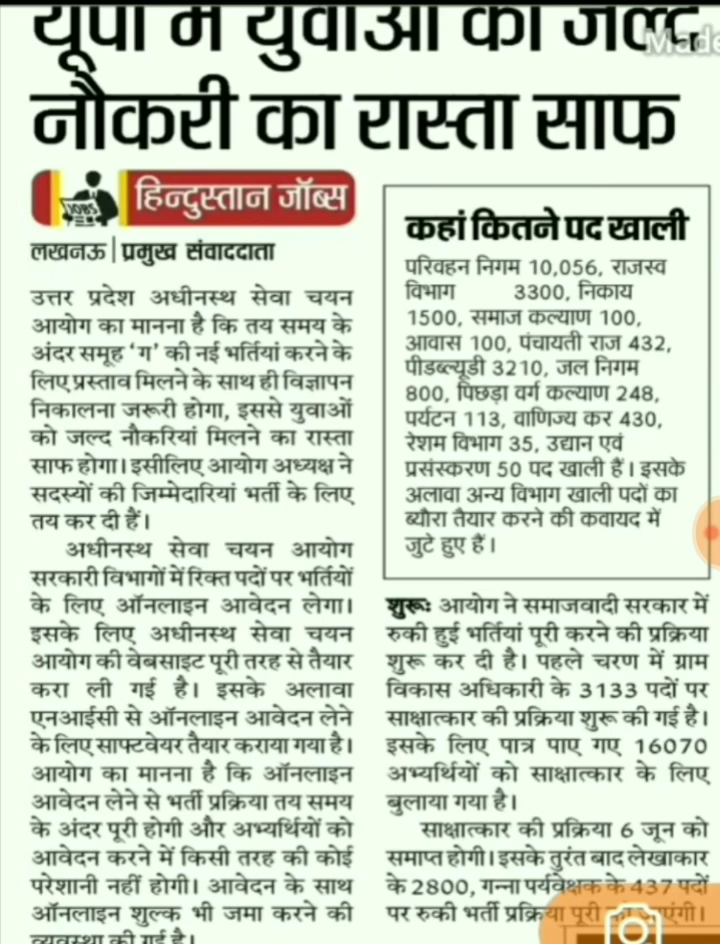 यूपी में युवाओं को जल्द
नौकरी का रास्ता साफ
JOBS
हिन्दुस्तान जॉब्स
लखनऊ | प्रमुख संवाददाता
उत्तर प्रदेश अधीनस्थ सेवा चयन
आयोग का मानना है कि तय समय के
अंदर समूह ‘ग’ की नई भर्तियां करने के
लिए प्रस्ताव मिलने के साथ ही विज्ञापन
निकालना जरूरी होगा, इससे युवाओं
को जल्द नौकरियां मिलने का रास्ता
साफ होगा। इसीलिए आयोग अध्यक्ष ने
सदस्यों की जिम्मेदारियां भर्ती के लिए
तय कर दी हैं।
अधीनस्थ सेवा चयन आयोग
सरकारी विभागों में रिक्त पदों पर भर्तियों
के लिए ऑनलाइन आवेदन लेगा।
इसके लिए अधीनस्थ सेवा चयन
आयोग की वेबसाइट पूरी तरह से तैयार
करा ली गई है। इसके अलावा
एनआईसी से ऑनलाइन आवेदन लेने
के लिए साफ्टवेयर तैयार कराया गया है।
आयोग का मानना है कि ऑनलाइन
आवेदन लेने से भर्ती प्रक्रिया तय समय
के अंदर पूरी होगी और अभ्यर्थियों को
आवेदन करने में किसी तरह की कोई
परेशानी नहीं होगी। आवेदन के साथ
ऑनलाइन शुल्क भी जमा करने की
व्यवस्था की गई है।
कहां कितने पद खाली
परिवहन निगम 10,056, राजस्व
विभाग 3300, निकाय
1500, समाज कल्याण 100,
आवास 100, पंचायती राज 432,
पीडब्ल्यूडी 3210, जल निगम
800, पिछड़ा वर्ग कल्याण 248,
पर्यटन 113, वाणिज्य कर 430,
रेशम विभाग 35, उद्यान एवं
प्रसंस्करण 50 पद खाली हैं। इसके
अलावा अन्य विभाग खाली पदों का
ब्यौरा तैयार करने की कवायद में
जुटे हुए हैं।
शुरू: आयोग ने समाजवादी सरकार में
रुकी हुई भर्तियां पूरी करने की प्रक्रिया
शुरू कर दी है। पहले चरण में ग्राम
विकास अधिकारी के 3133 पदों पर
साक्षात्कार की प्रक्रिया शुरू की गई है।
इसके लिए पात्र पाए गए 16070
अभ्यर्थियों को साक्षात्कार के लिए
बुलाया गया है।
साक्षात्कार की प्रक्रिया 6 जून को
समाप्त होगी। इसके तुरंत बाद लेखाकार
के 2800, गन्ना पर्यवेक्षक के 437 पदों
पर रुकी भर्ती प्रक्रिया पूरी की जाएंगी।